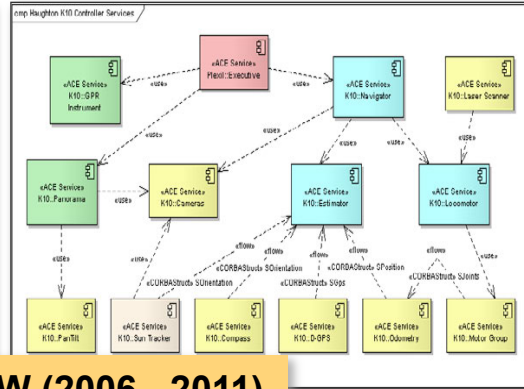 cmp Haughton K10 Controller Services
«ACE Service»
Plexil::Executive
«ACE Service»
K10::GPR
Instrument
«ACE Service»
K10::Navigator
«ACE Service»
K10::Laser Scanner
«use»
«use»
«use»
«use»
«use»
«use»
«use»
«ACE Service»
K10::Panorama
«use»
«ACE Service»
K10::Cameras
«ACE Service»
K10::Estimator
«ACE Service»
K10::Locomotor
«use»
«use»
«flow»
«flow»
«flow»
«use»
«CORBAStruct» SOrientation
«CORBAStruct» SOrientation
«CORBAStruct» SGps
«CORBAStruct» SPosition
«CORBAStruct» SJoints
«ACE Service»
K10::PanTilt
«ACE Service»
K10::Sun Tracker
«ACE Service»
K10::Compass
«ACE Service»
K10::D-GPS
«ACE Service»
K10::Odometry
«ACE Service»
K10::Motor Group
W (2006 - 2011)